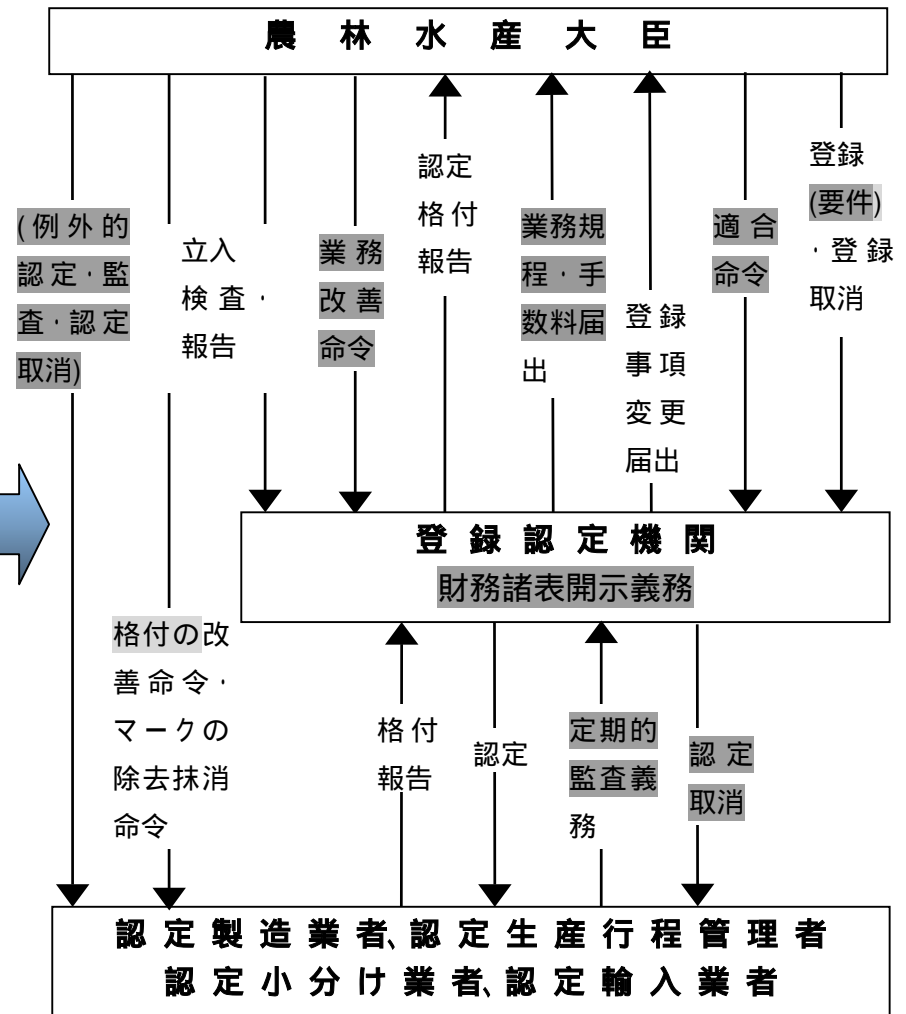 農林水産大臣
(例外的
認定・監
査・認定
取消)
立入
検査・
報告
業務
改善
命令
認定
格付
報告
業務規
程・手
数料届
出
登録
事項
変更
届出
適合
命令
登録
(要件)
・登録
取消
登録認定機関
財務諸表開示義務
格付の改
善命令・
マークの
除去抹消
命令
格付
報告
認定
定期的
監査義
務
認定
取消
認定製造業者、認定生産行程管理者
認定小分け業者、認定輸入業者